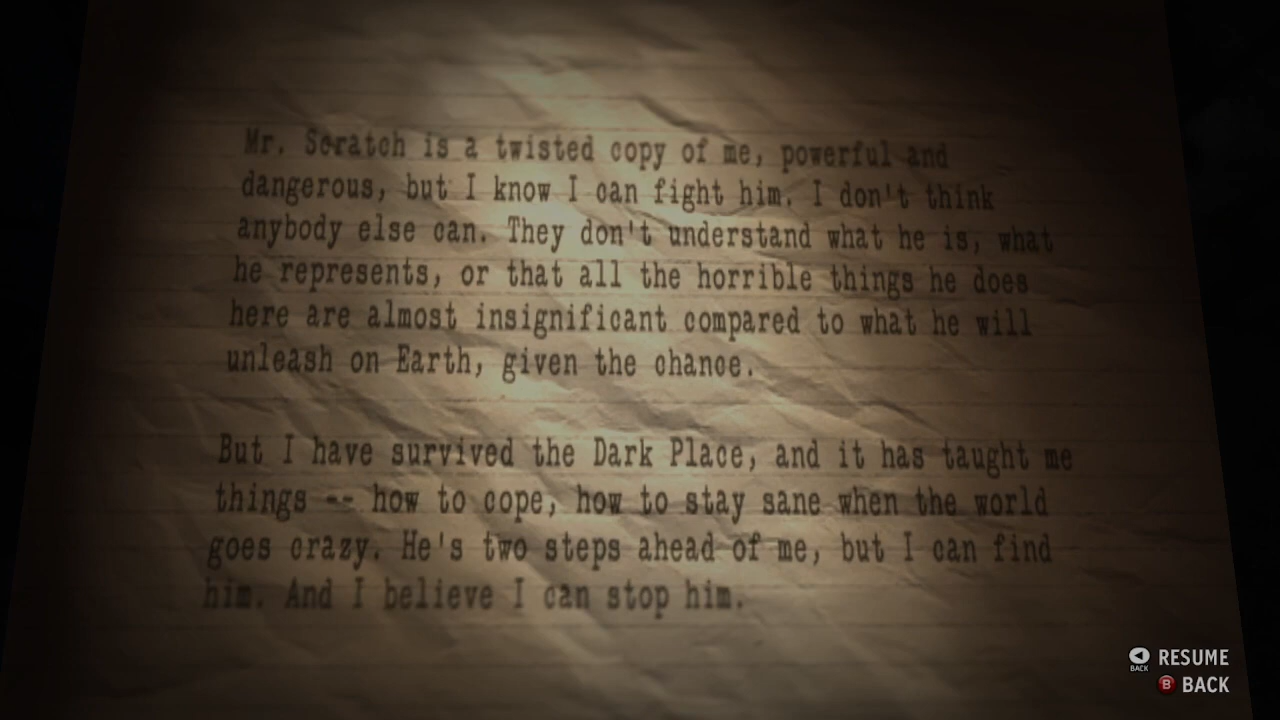 Mr. Scratch is a twisted copy of me, powerful and
dangerous, but I know I can fight him. I don't think
anybody else can. They don't understand what he is, what
he represents, or that all the horrible things he does
here are almost insignificant compared to what he will
unleash on Earth, given the chance.
But I have survived the Dark Place, and it has taught me
things -- how to cope, how to stay sane when the world
goes crazy. He's two steps ahead of me, but I can find
him. And I believe I can stop him.
BACK RESUME
B BACK